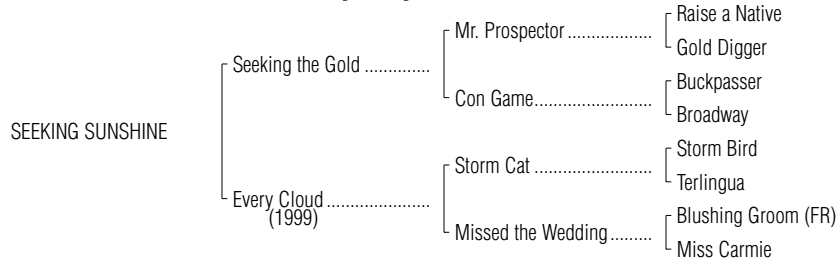 Raise a Native
Mr. Prospector ..................
Gold Digger
Seeking the Gold ..............
Buckpasser
Con Game.........................
Broadway
SEEKING SUNSHINE
Storm Bird
Storm Cat .........................
Terlingua
Every Cloud ......................
(1999)
Blushing Groom (FR)
Missed the Wedding.........
Miss Carmie